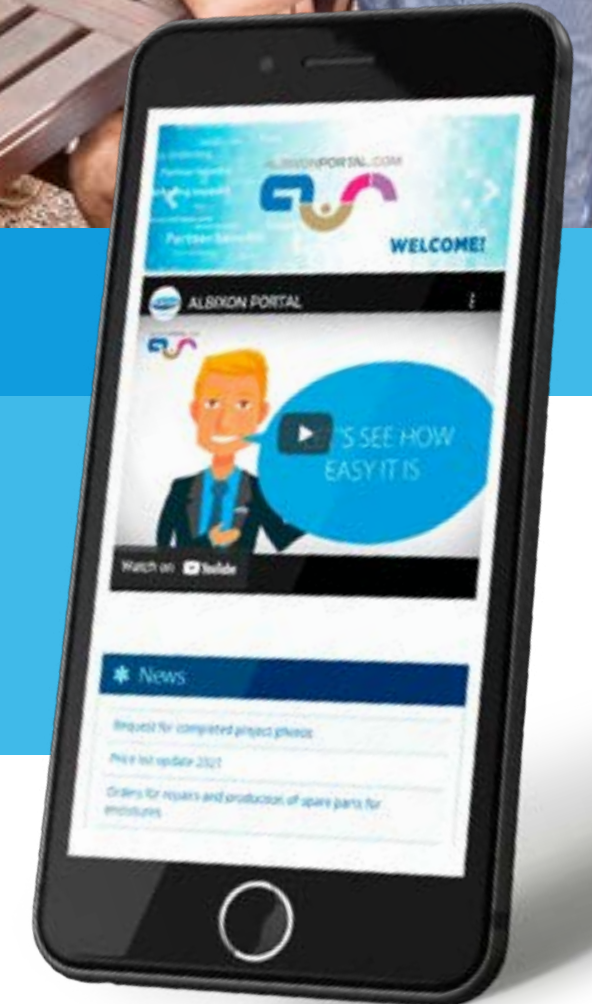 ALBIXONPORTAL.COM
Partner benefits
WELCOME!
ALBIXON PORTAL
LET'S SEE HOW
EASY IT IS
Watch on YouTube
News
Request for completed project photos
Price list update 2021
Orders for repairs and production of spare parts for
enclosures